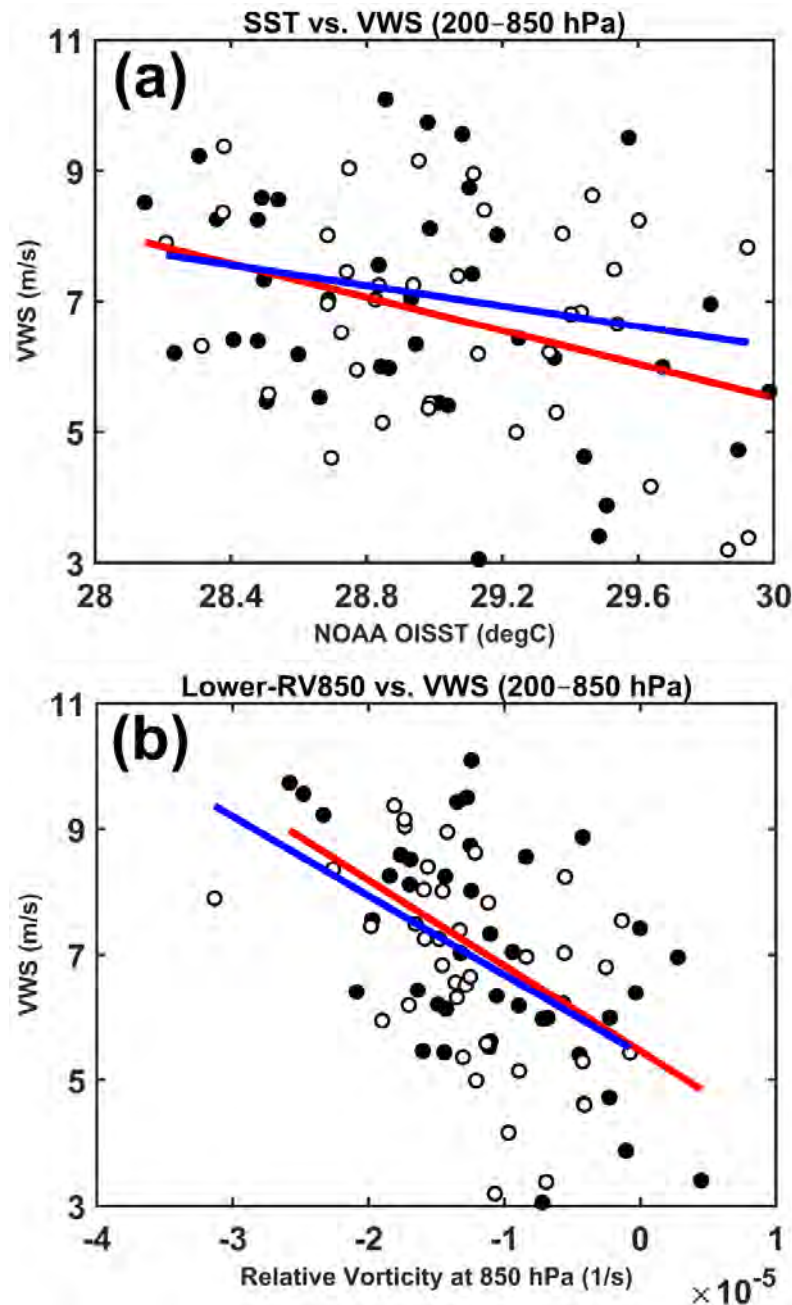 SST vs. VWS (200–850 hPa)
(a)
11
9
7
5
3
VWS (m/s)
28 28.4 28.8 29.2 29.6 30
NOAA OISST (degC)
Lower-RV850 vs. VWS (200–850 hPa)
(b)
11
9
7
5
3
VWS (m/s)
-4 -3 -2 -1 0 1
Relative Vorticity at 850 hPa (1/s) × 10⁻⁵